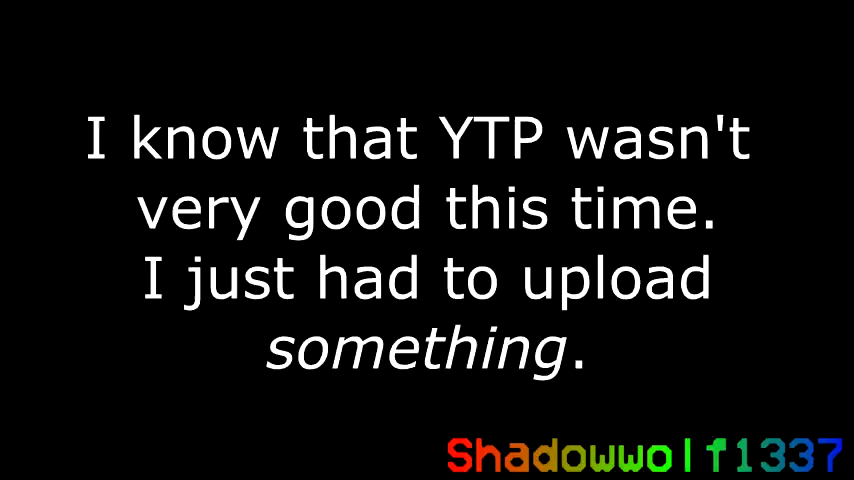 I know that YTP wasn't
very good this time.
I just had to upload
something.
Shadowwolf1337